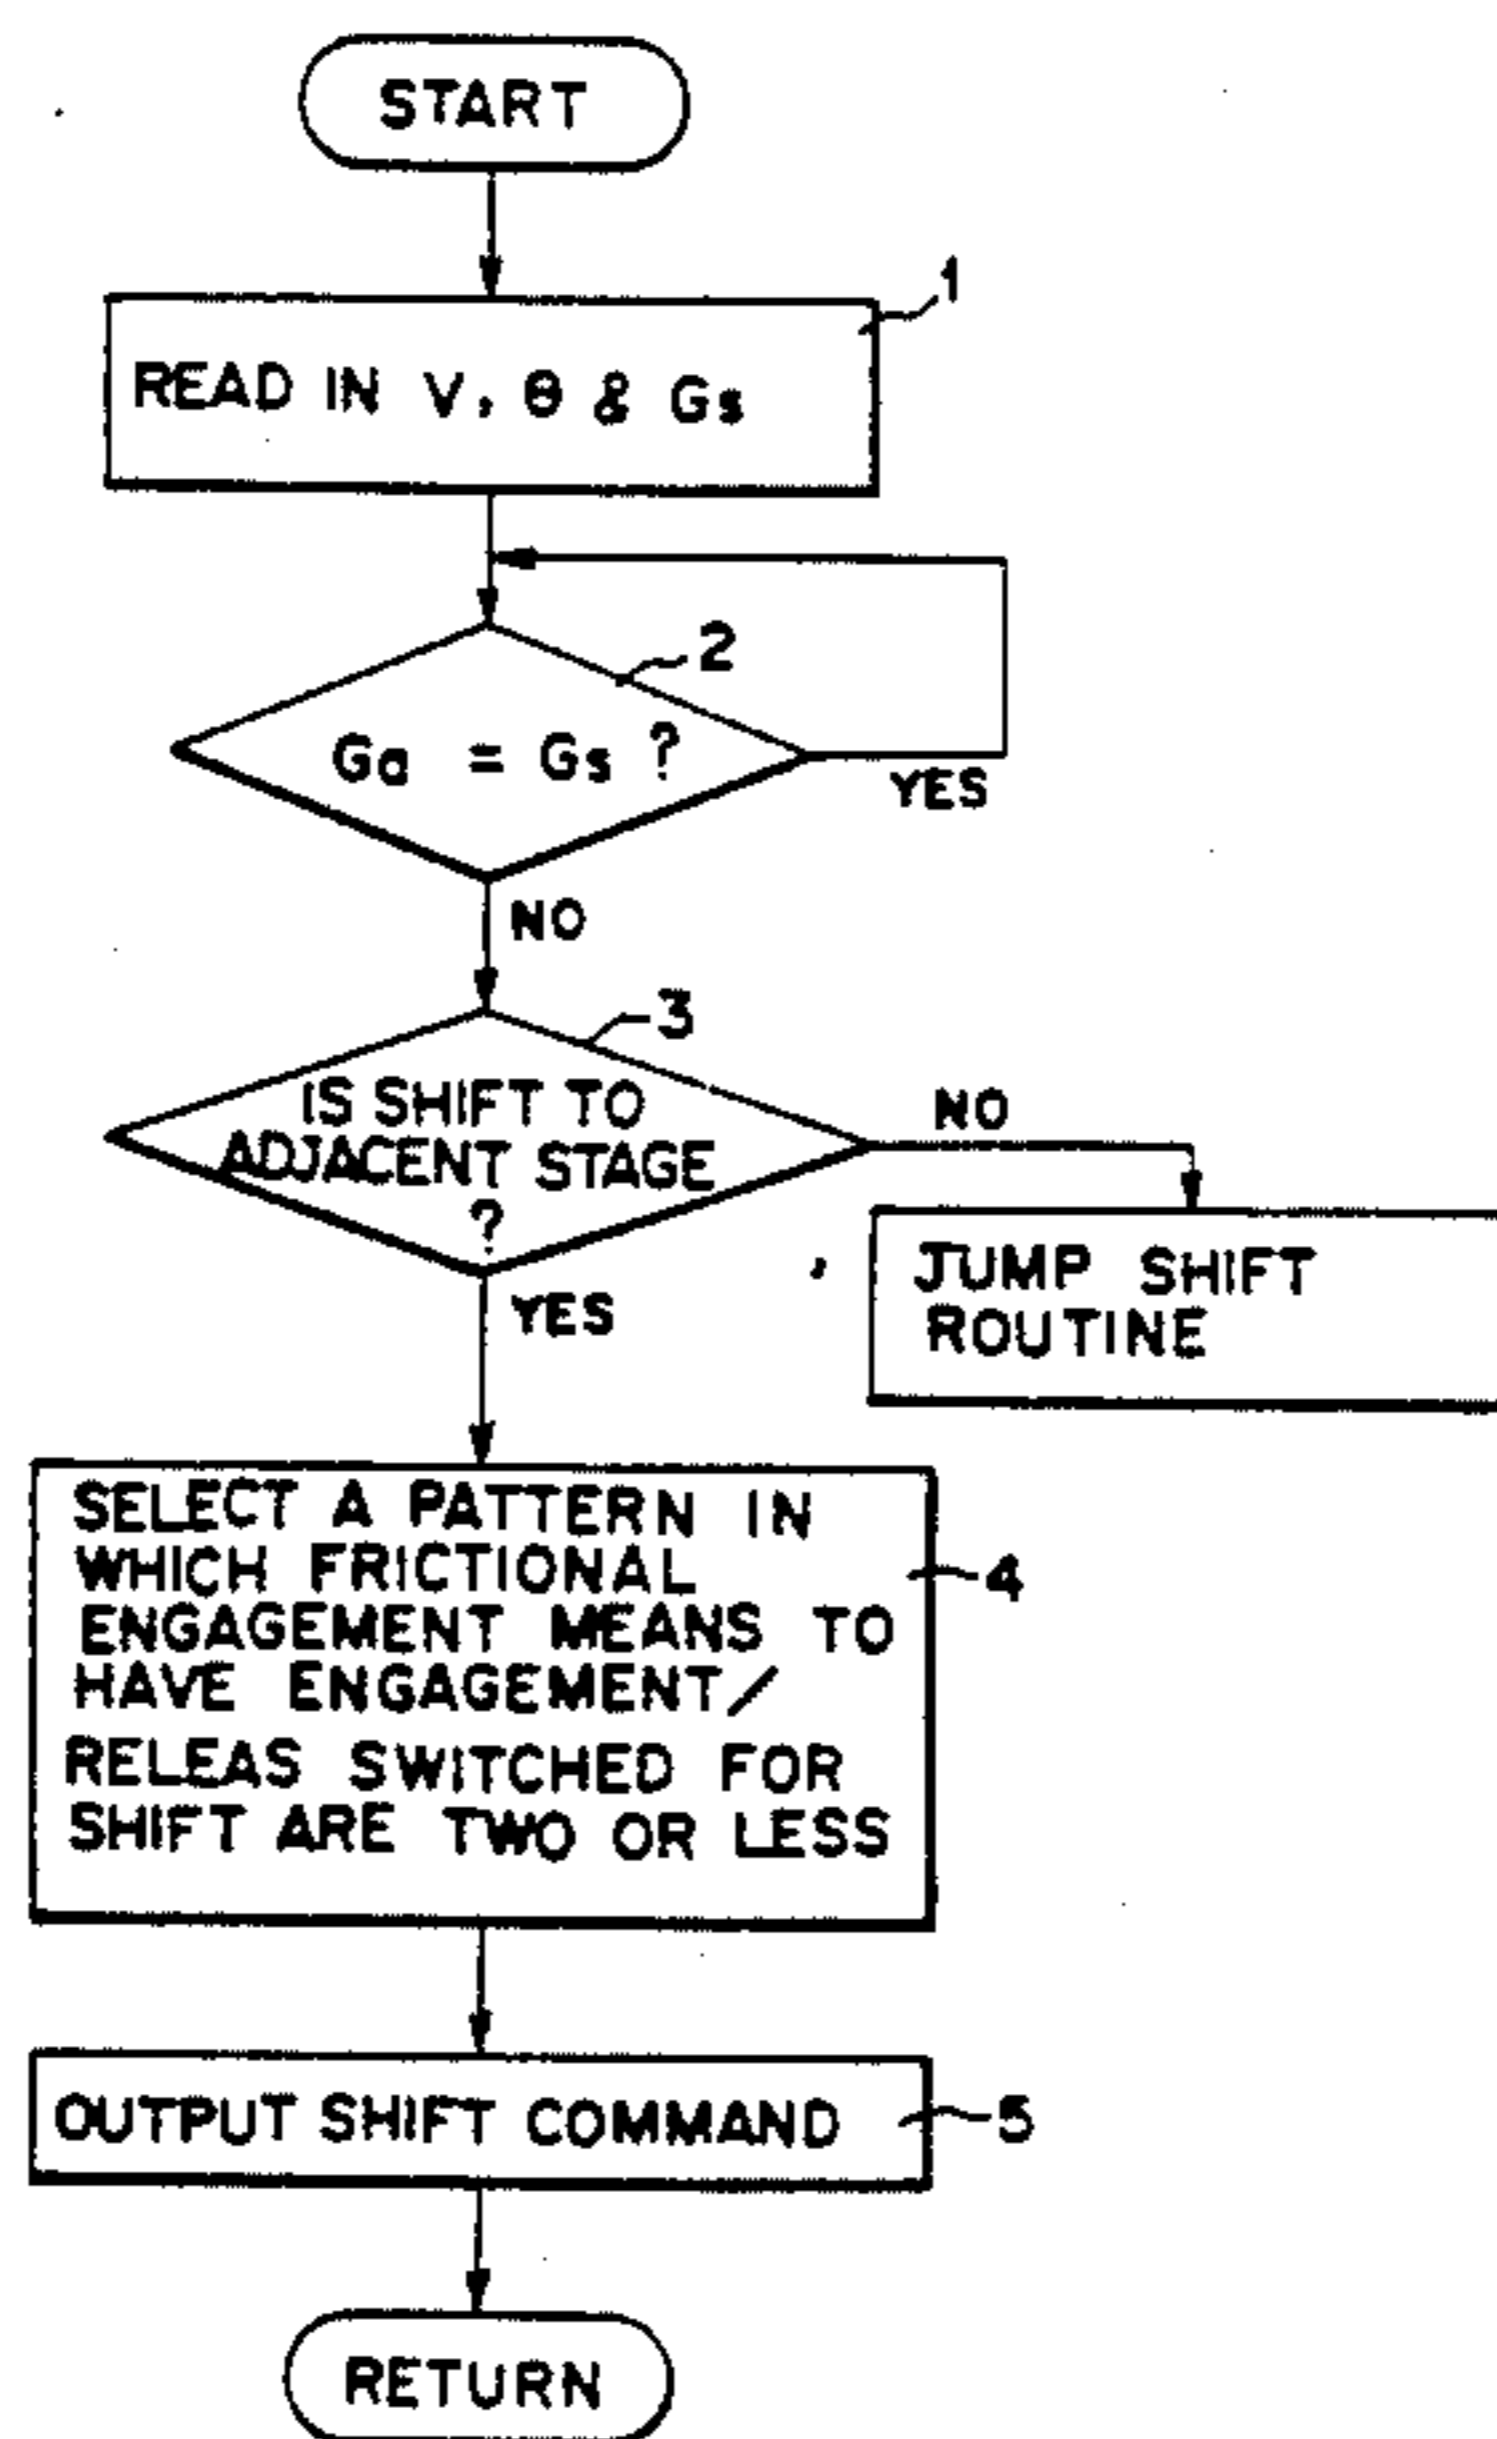 START
1
READ IN V, θ & Gs
2
Ga = Gs ?
YES
NO
3
IS SHIFT TO
ADJACENT STAGE
?
NO
YES
JUMP SHIFT
ROUTINE
SELECT A PATTERN IN
WHICH FRICTIONAL
ENGAGEMENT MEANS TO
HAVE ENGAGEMENT/
RELEAS SWITCHED FOR
SHIFT ARE TWO OR LESS
4
OUTPUT SHIFT COMMAND
5
RETURN